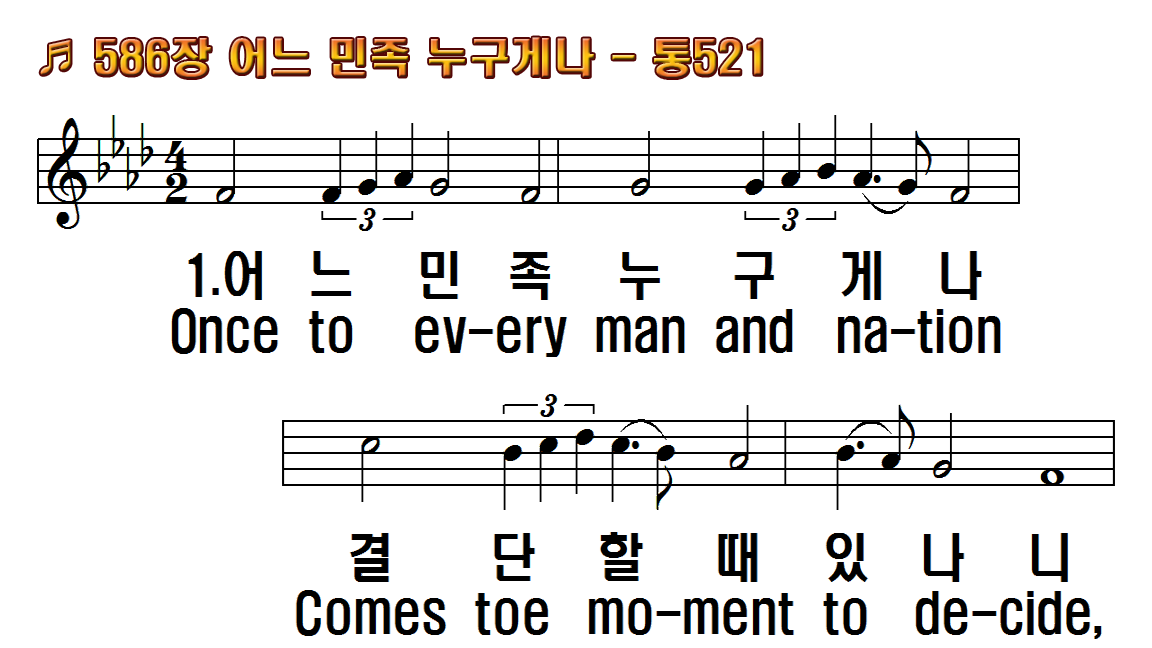 ♬ 586장 어느 민족 누구게나 - 통521
4
2
3
3
1.어 느 민 족 누 구 게 나
Once to ev-ery man and na-tion
3
결 단 할 때 있 나 니
Comes toe mo-ment to de-cide,